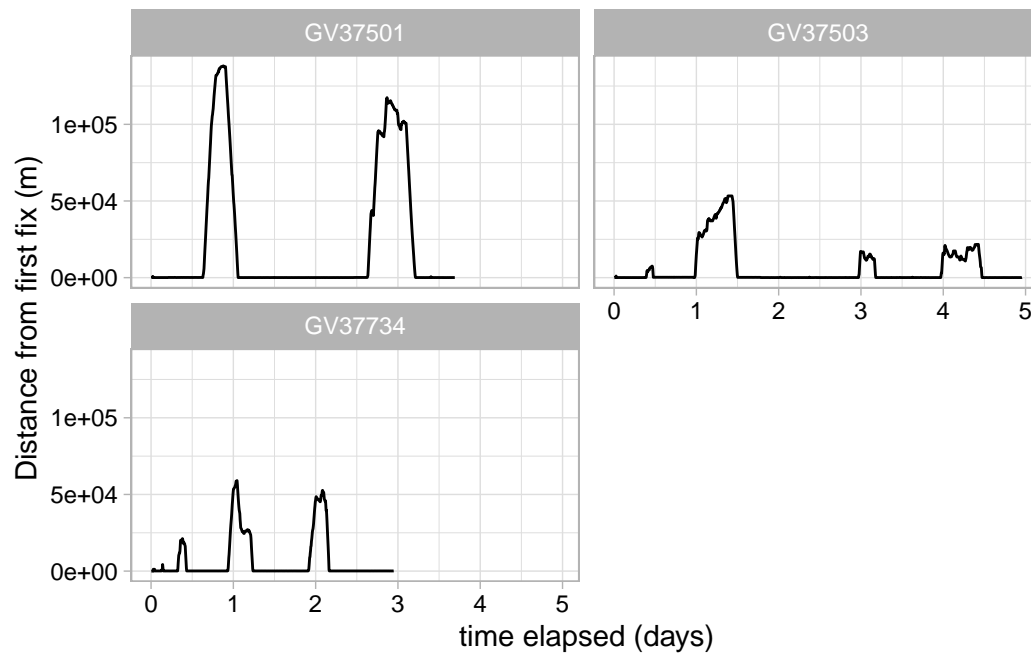 GV37501
GV37503
1e+05
5e+04
0e+00
0 1 2 3 4 5
GV37734
1e+05
5e+04
0e+00
0 1 2 3 4 5
Distance from first fix (m)
time elapsed (days)